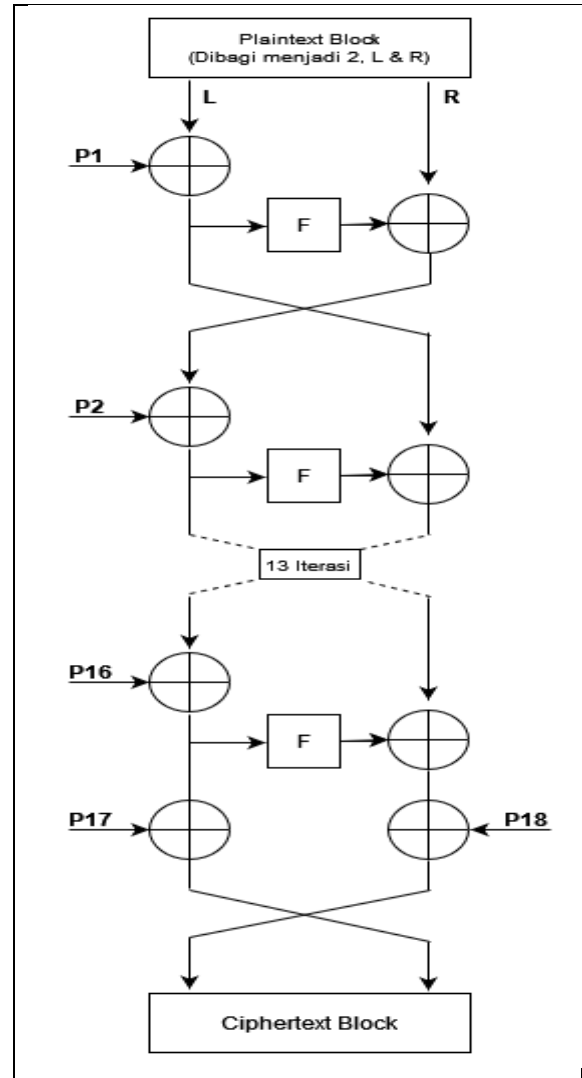 Plaintext Block
(Dibagi menjadi 2, L & R)
L
R
P1
F
P2
F
13 Iterasi
P16
F
P17
P18
Ciphertext Block